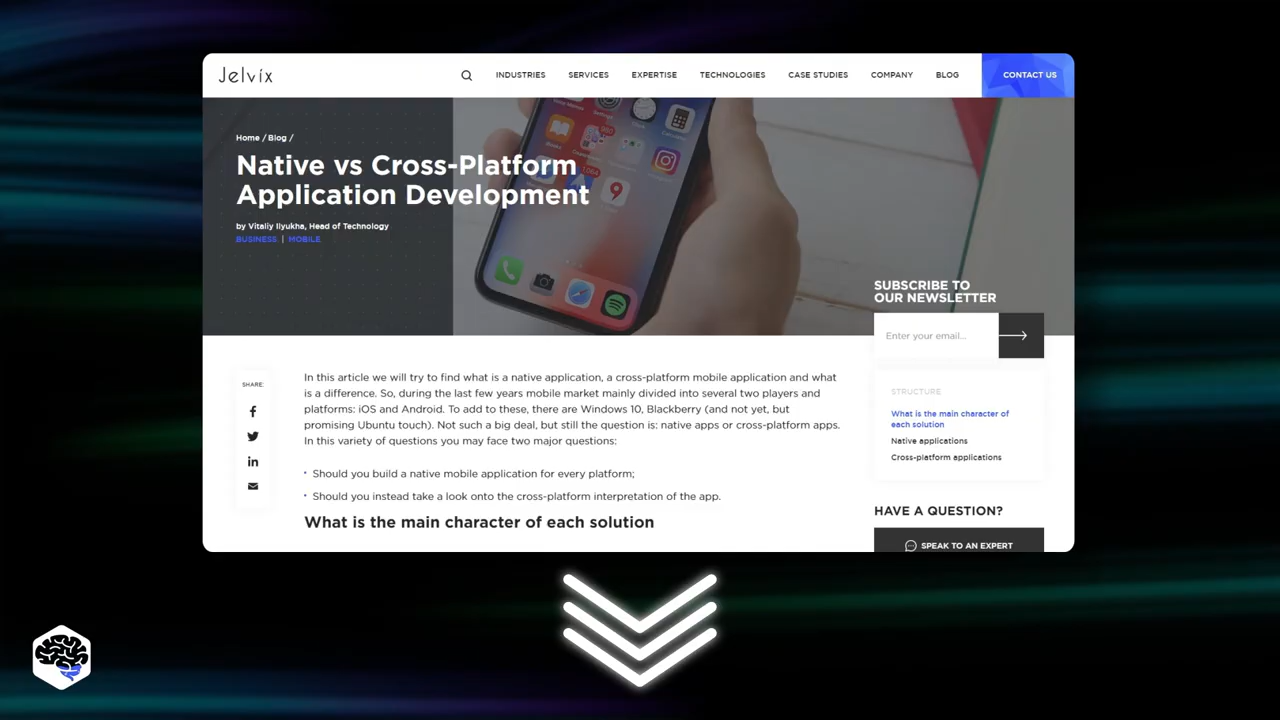 Jelvix
INDUSTRIES SERVICES EXPERTISE TECHNOLOGIES CASE STUDIES COMPANY BLOG CONTACT US
Home / Blog /
Native vs Cross-Platform
Application Development
by Vitaliy Ilyukha, Head of Technology
BUSINESS | MOBILE
SUBSCRIBE TO
OUR NEWSLETTER
Enter your email...
SHARE:
In this article we will try to find what is a native application, a cross-platform mobile application and what
is a difference. So, during the last few years mobile market mainly divided into several two players and
platforms: iOS and Android. To add to these, there are Windows 10, Blackberry (and not yet, but
promising Ubuntu touch). Not such a big deal, but still the question is: native apps or cross-platform apps.
In this variety of questions you may face two major questions:
Should you build a native mobile application for every platform;
Should you instead take a look onto the cross-platform interpretation of the app.
What is the main character of each solution
STRUCTURE
What is the main character of
each solution
Native applications
Cross-platform applications
HAVE A QUESTION?
SPEAK TO AN EXPERT